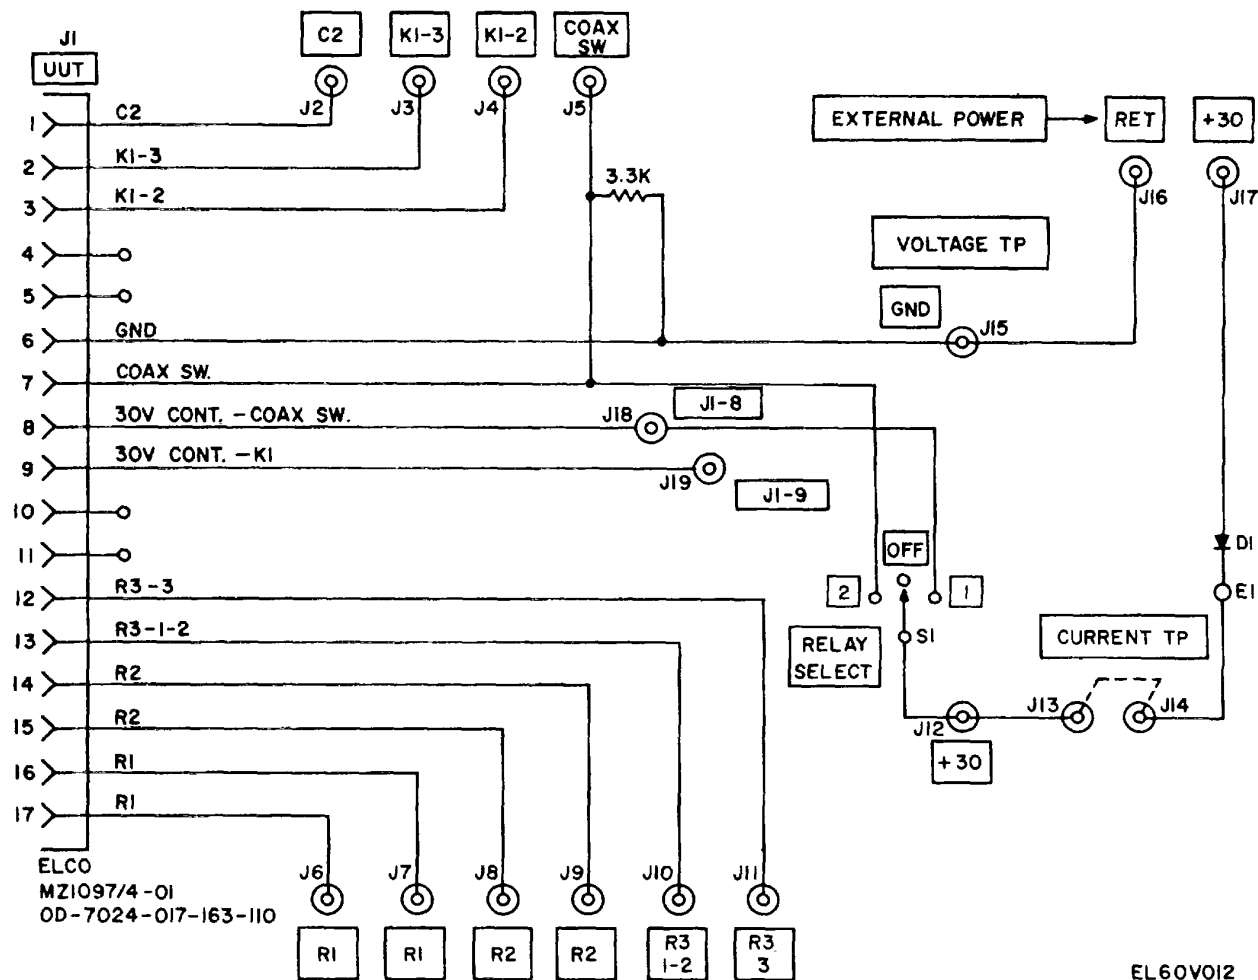 J1
UUT
C2
K1-3
K1-2
COAX
SW
J2
J3
J4
J5
EXTERNAL POWER
RET
+30
J16
J17
3.3K
VOLTAGE TP
GND
J15
1
C2
2
K1-3
3
K1-2
4
5
6
GND
7
COAX SW.
8
30V CONT. -COAX SW.
J18
J1-8
9
30V CONT. -K1
J19
J1-9
10
11
12
R3-3
13
R3-1-2
14
R2
15
R2
16
R1
17
R1
OFF
2
1
S1
RELAY
SELECT
D1
E1
CURRENT TP
J12
J13
J14
+30
ELCO
MZ1097/4-01
OD-7024-017-163-110
J6
J7
J8
J9
J10
J11
R1
R1
R2
R2
R3
1-2
R3
3
EL60V012